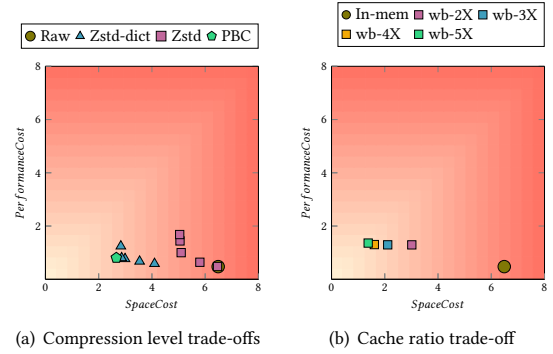 Raw Zstd-dict Zstd PBC
In-mem wb-2X wb-3X
wb-4X wb-5X
8
6
4
2
PerformanceCost
0 2 4 6 8
SpaceCost
8
6
4
2
PerformanceCost
0 2 4 6 8
SpaceCost
(a) Compression level trade-offs
(b) Cache ratio trade-off